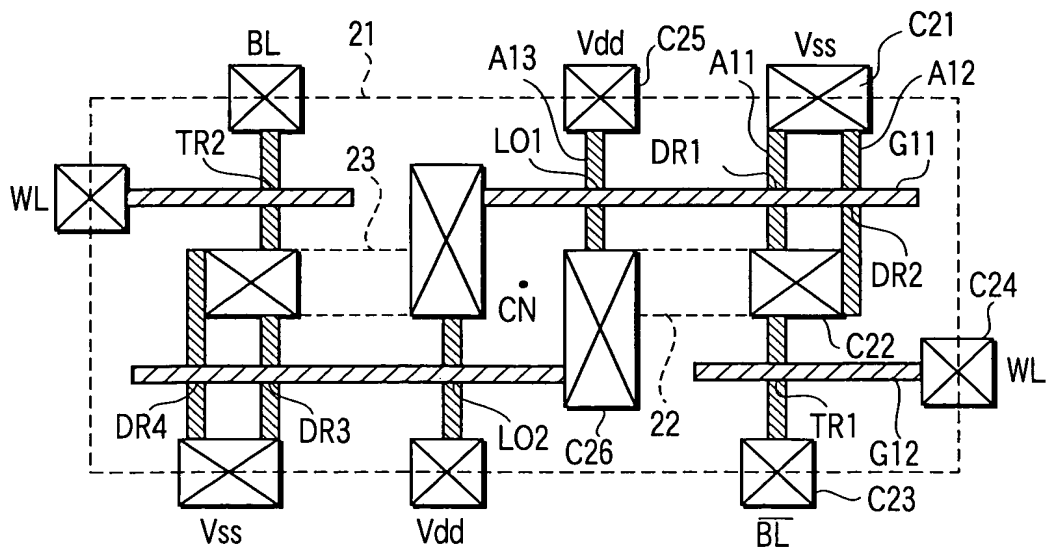 BL 21 Vdd C25 Vss C21
A13 A11 A12
TR2 LO1 DR1 G11
WL 23
DR2
CN C24
C22 WL
DR4 DR3 LO2 C26 22 TR1 G12
C23
Vss Vdd B̅L̅